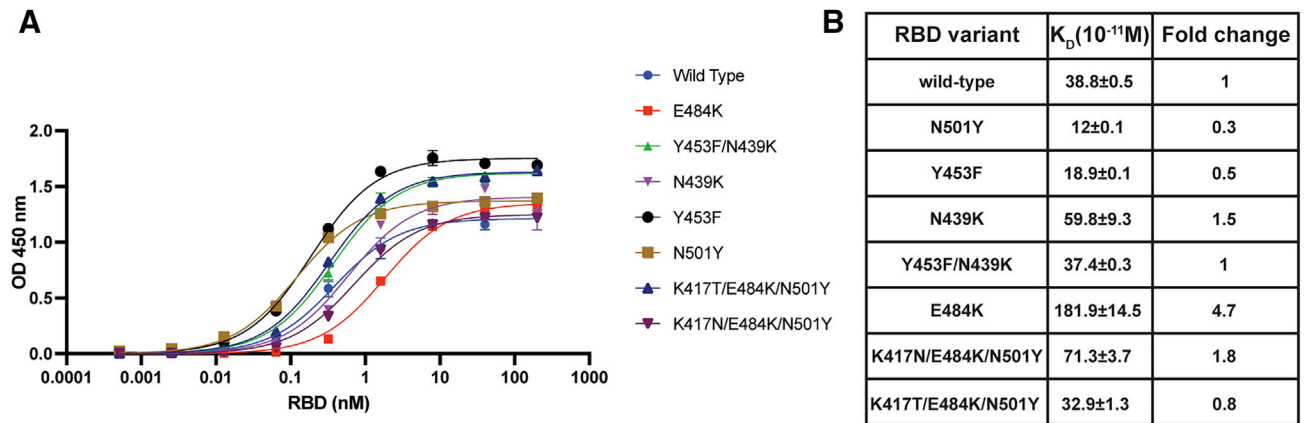 A
Wild Type
E484K
Y453F/N439K
N439K
Y453F
N501Y
K417T/E484K/N501Y
K417N/E484K/N501Y
OD 450 nm
2.0
1.5
1.0
0.5
0.0
0.0001 0.001 0.01 0.1 1 10 100 1000
RBD (nM)
B
RBD variant K_D(10⁻¹¹M) Fold change
wild-type 38.8±0.5 1
N501Y 12±0.1 0.3
Y453F 18.9±0.1 0.5
N439K 59.8±9.3 1.5
Y453F/N439K 37.4±0.3 1
E484K 181.9±14.5 4.7
K417N/E484K/N501Y 71.3±3.7 1.8
K417T/E484K/N501Y 32.9±1.3 0.8